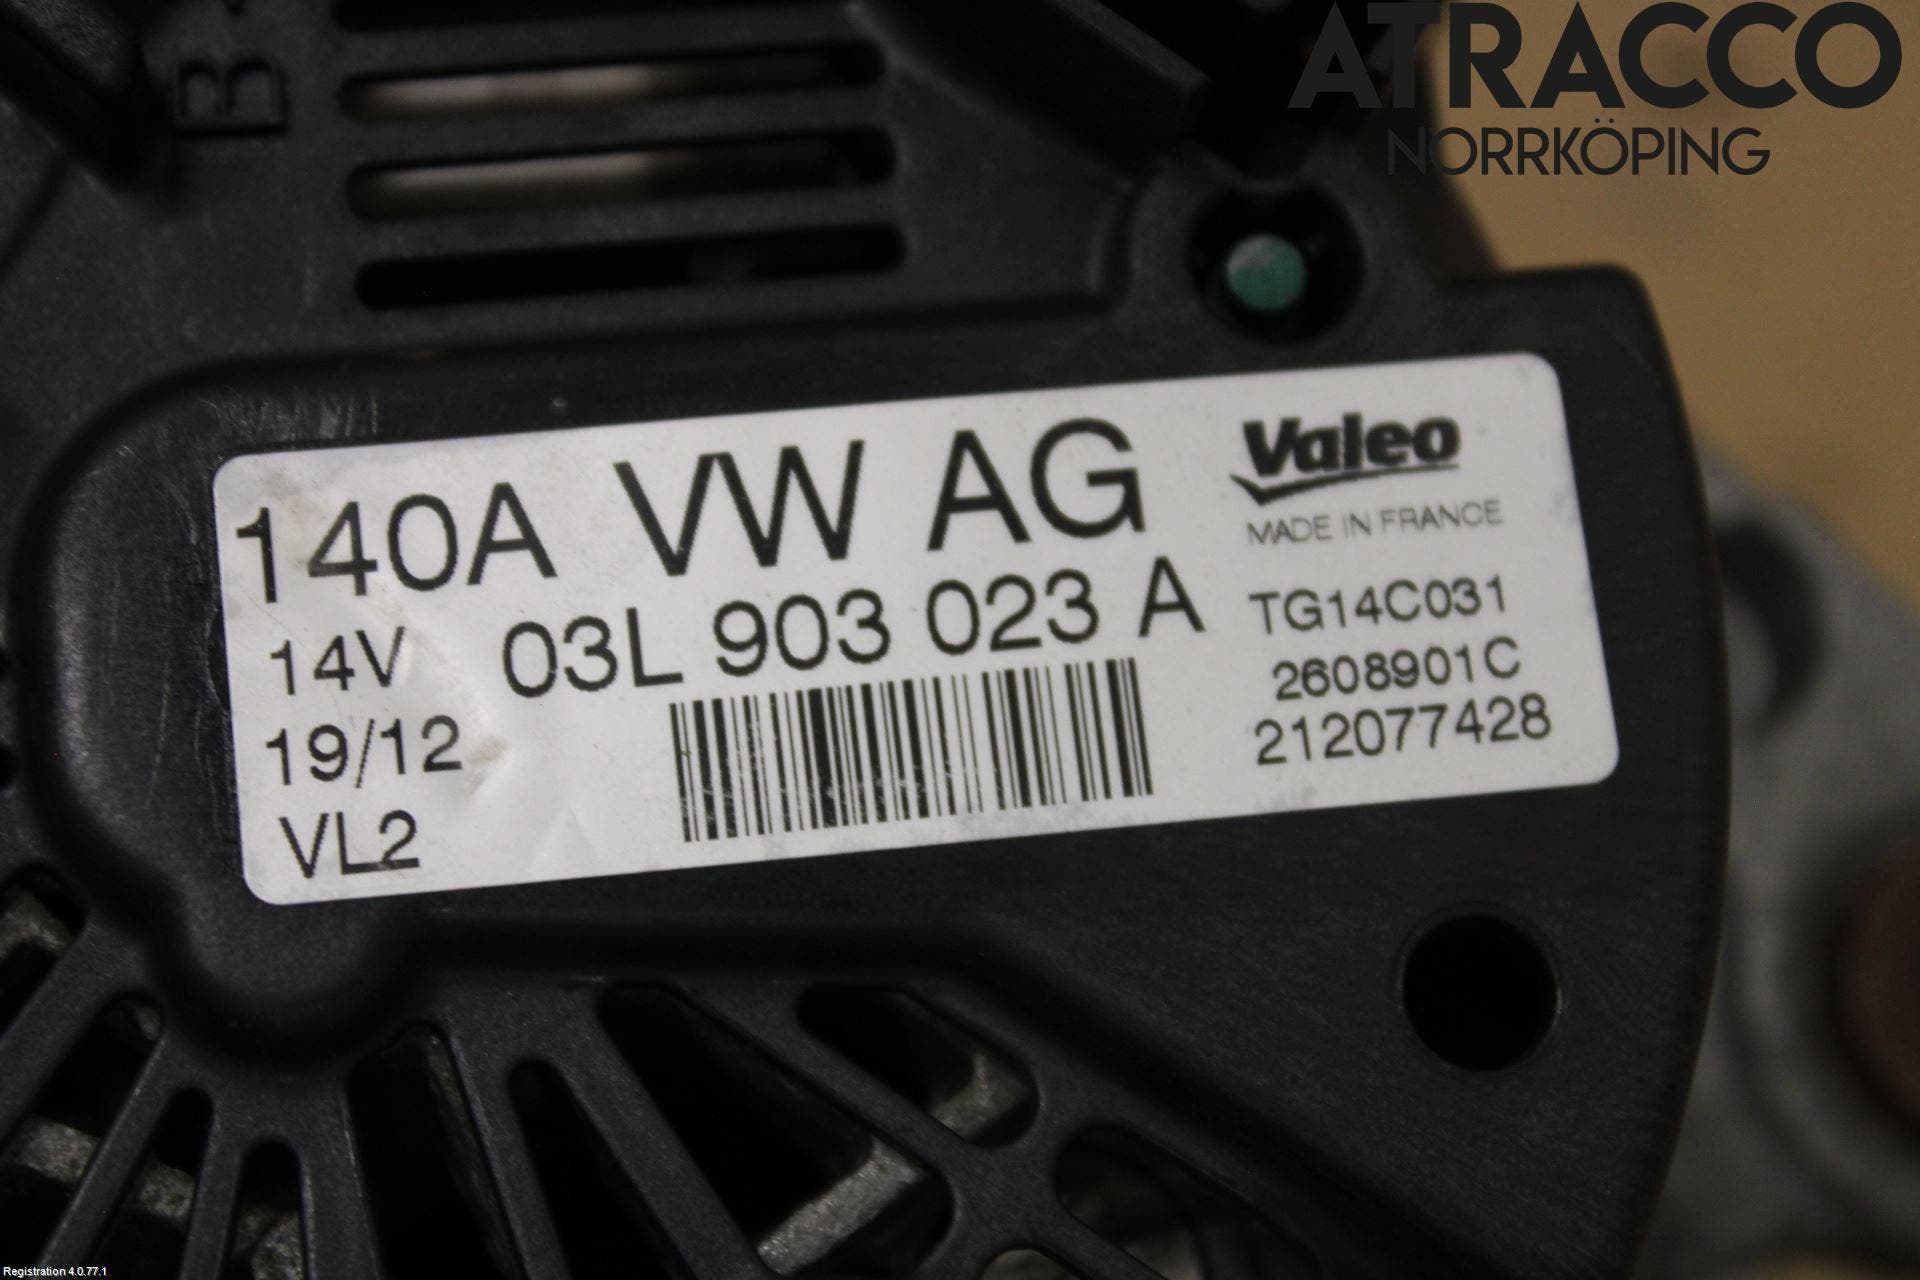 ATRACCO
NORRKÖPING
B
140A VW AG
Valeo
MADE IN FRANCE
14V 03L 903 023 A
TG14C031
19/12
2608901C
VL2
212077428
Registration 4.0.77.1